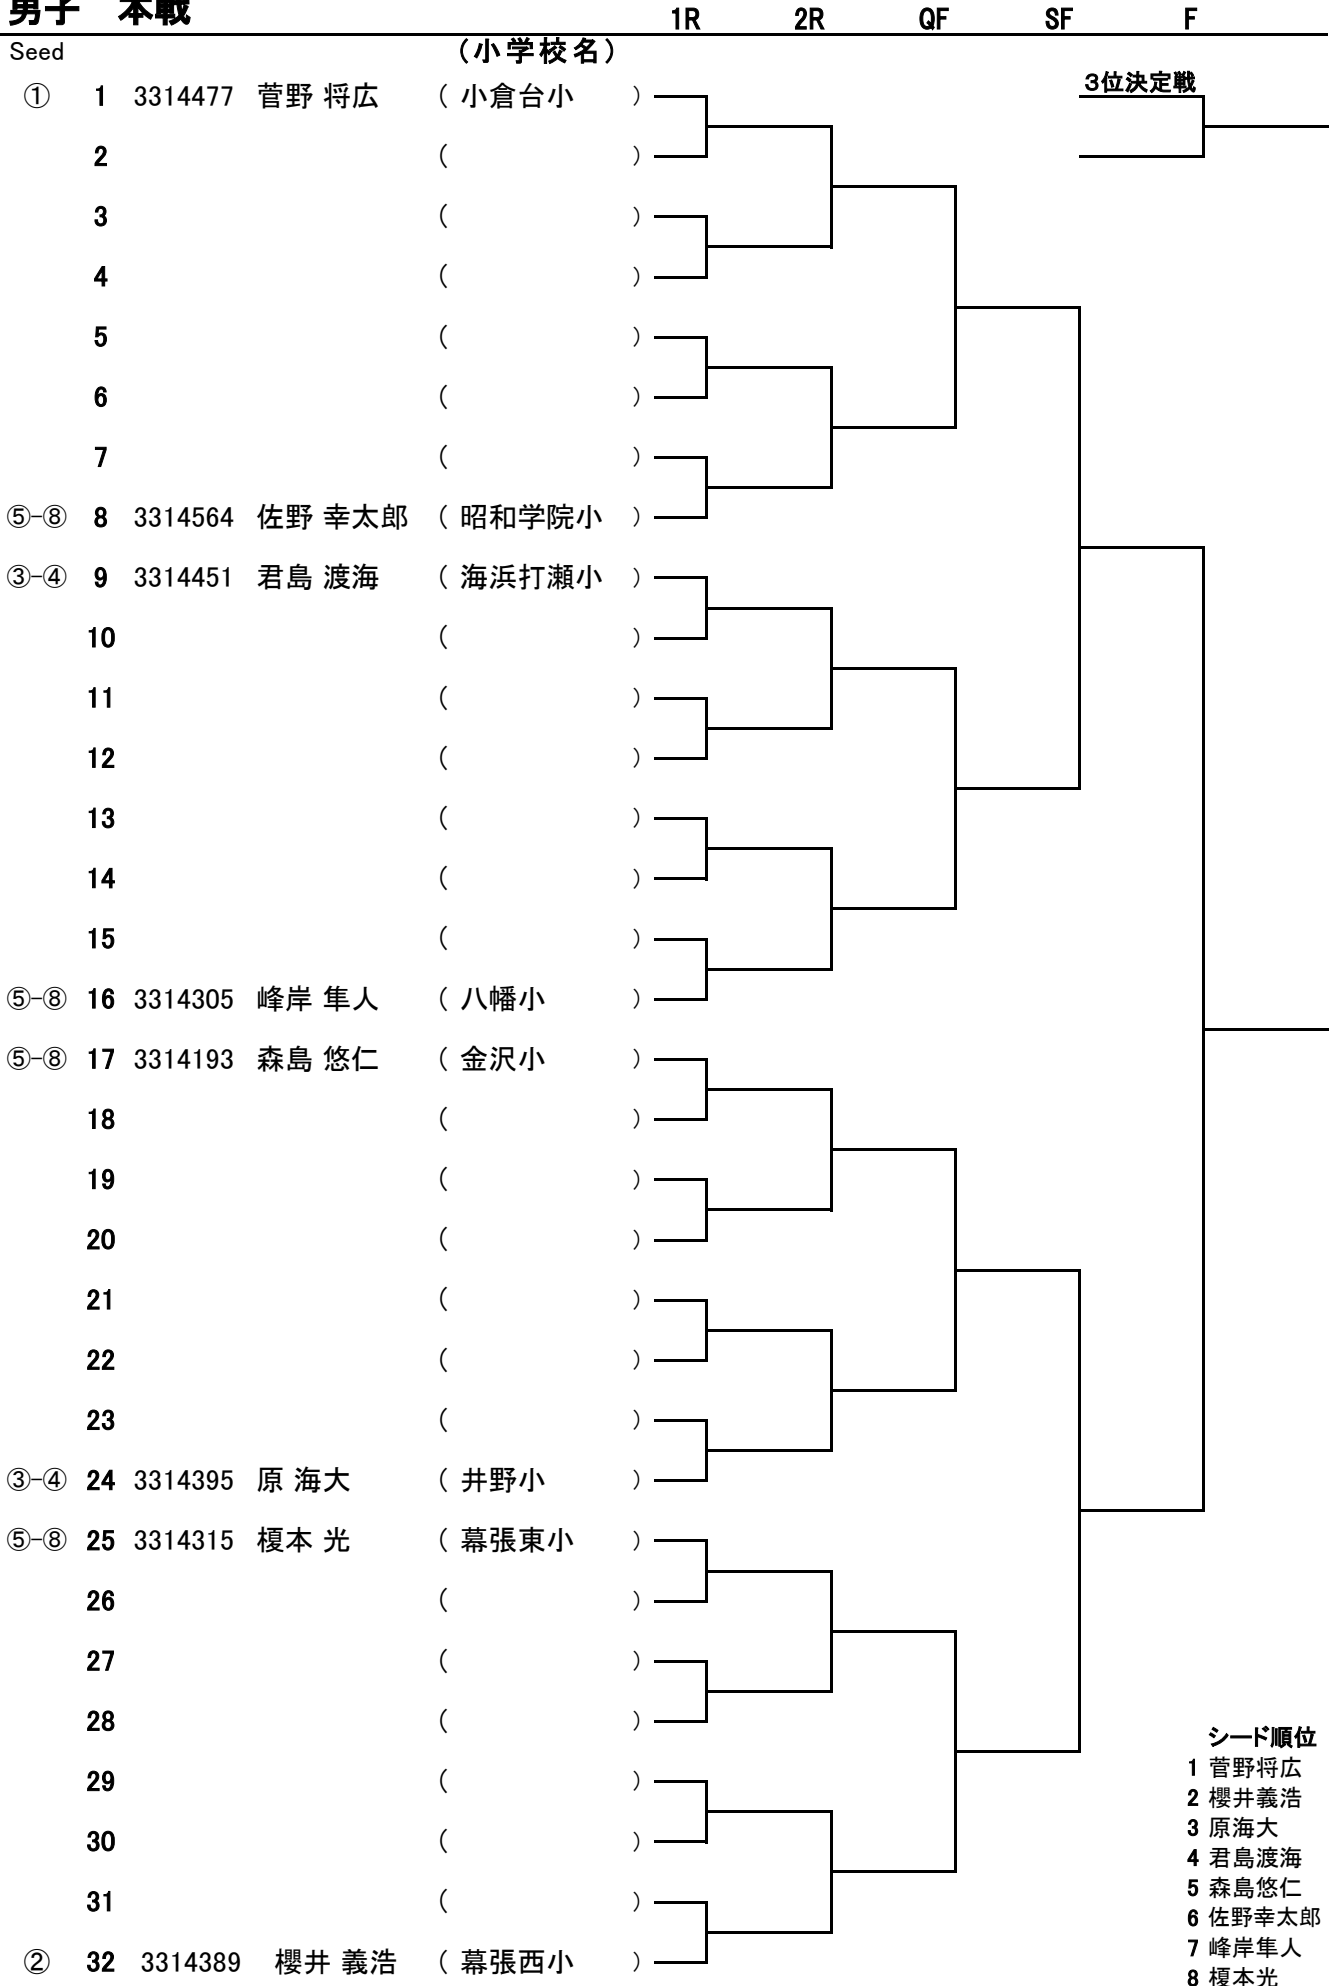 男子 本戦 1R 2R QF SF F
Seed (小学校名)
① 1 3314477 菅野 将広 ( 小倉台小 ) 3位決定戦
2 ( )
3 ( )
4 ( )
5 ( )
6 ( )
7 ( )
⑤-⑧ 8 3314564 佐野 幸太郎 ( 昭和学院小 )
③-④ 9 3314451 君島 渡海 ( 海浜打瀬小 )
10 ( )
11 ( )
12 ( )
13 ( )
14 ( )
15 ( )
⑤-⑧ 16 3314305 峰岸 隼人 ( 八幡小 )
⑤-⑧ 17 3314193 森島 悠仁 ( 金沢小 )
18 ( )
19 ( )
20 ( )
21 ( )
22 ( )
23 ( )
③-④ 24 3314395 原 海大 ( 井野小 )
⑤-⑧ 25 3314315 榎本 光 ( 幕張東小 )
26 ( )
27 ( )
28 ( )
29 ( )
30 ( )
31 ( )
② 32 3314389 櫻井 義浩 ( 幕張西小 )
シード順位
1 菅野将広
2 櫻井義浩
3 原海大
4 君島渡海
5 森島悠仁
6 佐野幸太郎
7 峰岸隼人
8 榎本光